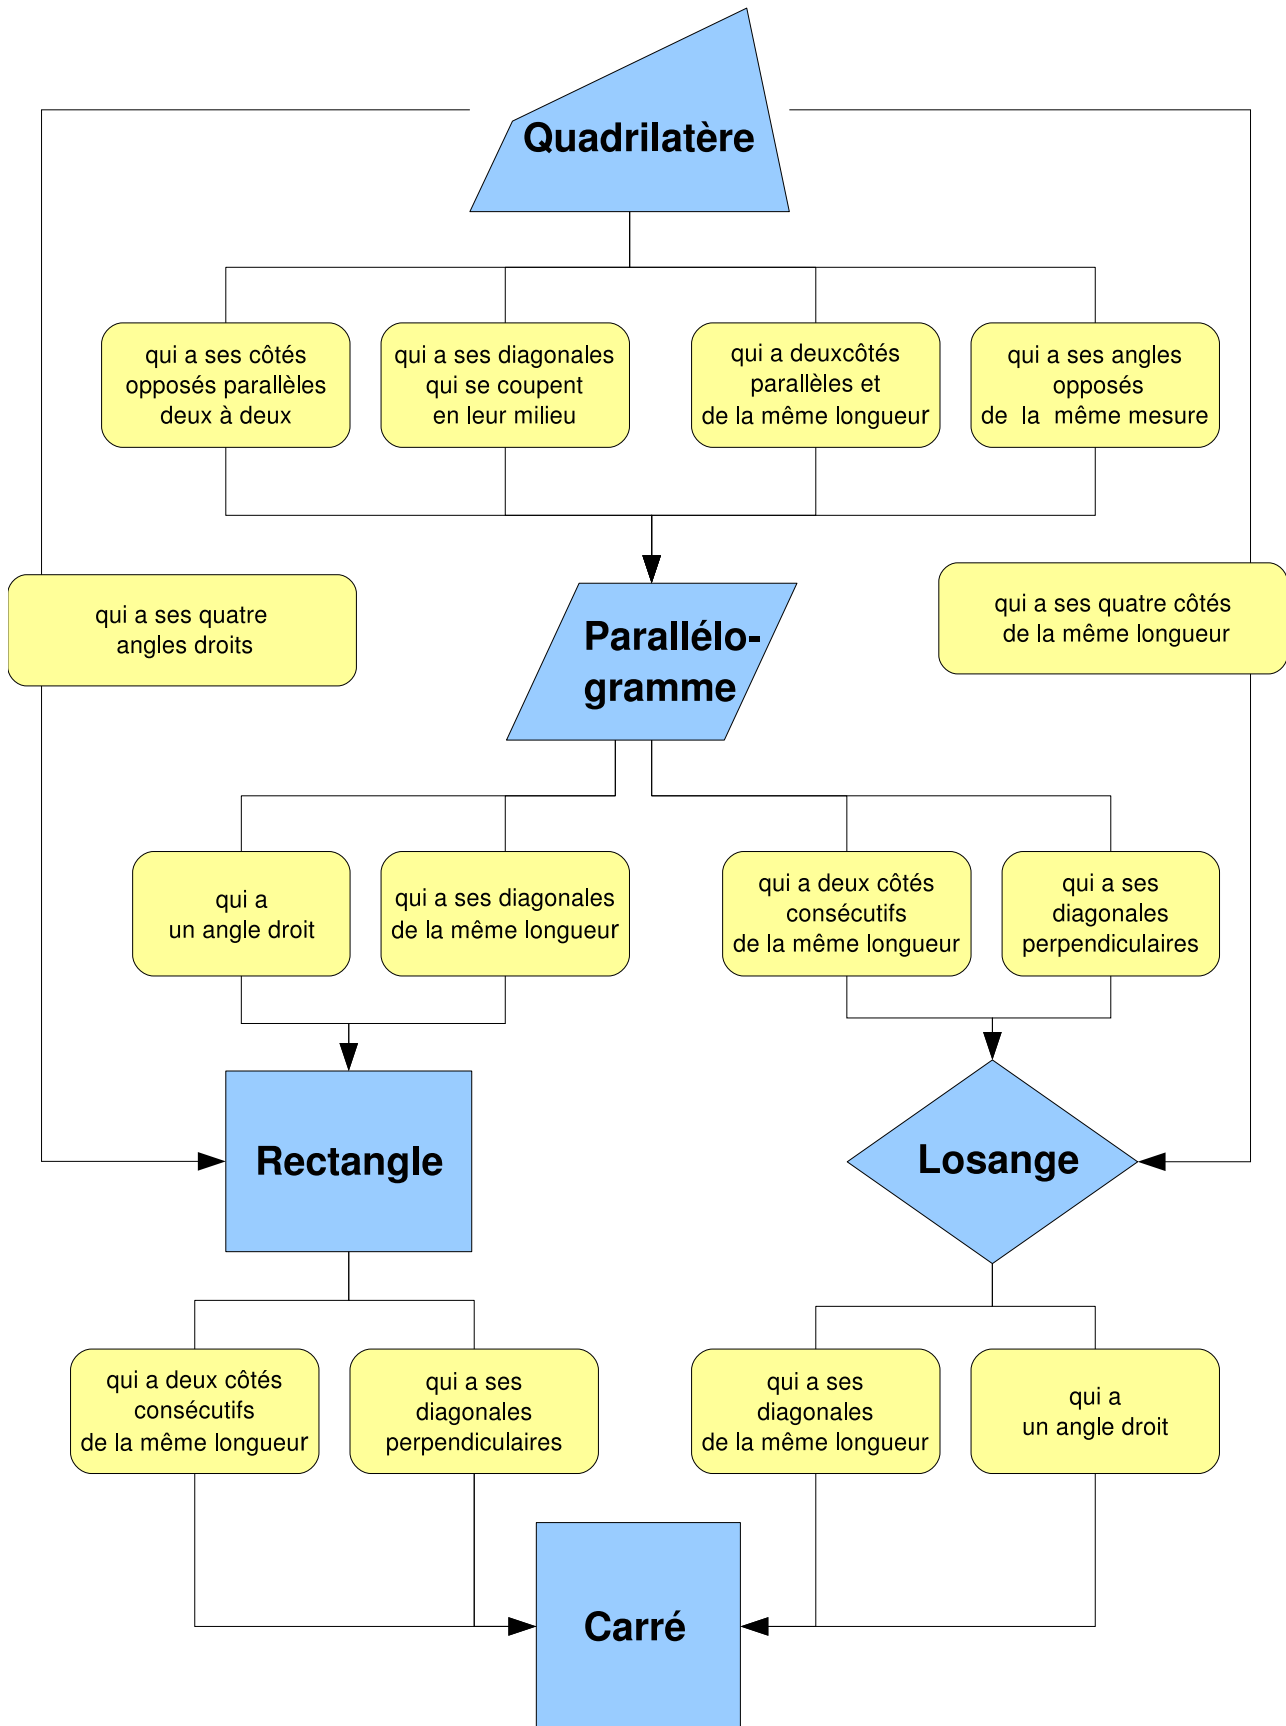 Quadrilatère
qui a ses côtés
opposés parallèles
deux à deux
qui a ses diagonales
qui se coupent
en leur milieu
qui a deuxcôtés
parallèles et
de la même longueur
qui a ses angles
opposés
de  la  même mesure
qui a ses quatre
angles droits
Parallélo-
gramme
qui a ses quatre côtés
de la même longueur
qui a
un angle droit
qui a ses diagonales
de la même longueur
qui a deux côtés
consécutifs
de la même longueur
qui a ses
diagonales
perpendiculaires
Rectangle
Losange
qui a deux côtés
consécutifs
de la même longueur
qui a ses
diagonales
perpendiculaires
qui a ses
diagonales
de la même longueur
qui a
un angle droit
Carré